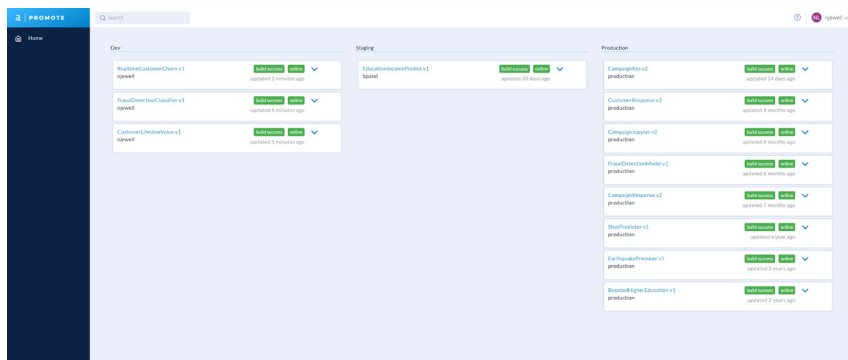 a | PROMOTE
Search
NL njewell
Home
Dev
RealtimeCustomerChurn v1 build success online
njewell updated 2 minutes ago
FraudDetectionClassifier v1 build success online
njewell updated 4 minutes ago
CustomerLifetimeValue v1 build success online
njewell updated 5 minutes ago
Staging
EducationIncomePredict v1 build success online
bpatel updated 20 days ago
Production
CampaignRes v2 build success online
production updated 14 days ago
CustomerResponse v2 build success online
production updated 4 months ago
CampaignJupyter v2 build success online
production updated 6 months ago
FraudDetectionModel v1 build success online
production updated 6 months ago
CampaignResponse v2 build success online
production updated 7 months ago
ShotPredictor v1 build success online
production updated a year ago
EarthquakePremium v1 build success online
production updated 2 years ago
BoostedHigherEducation v1 build success online
production updated 2 years ago